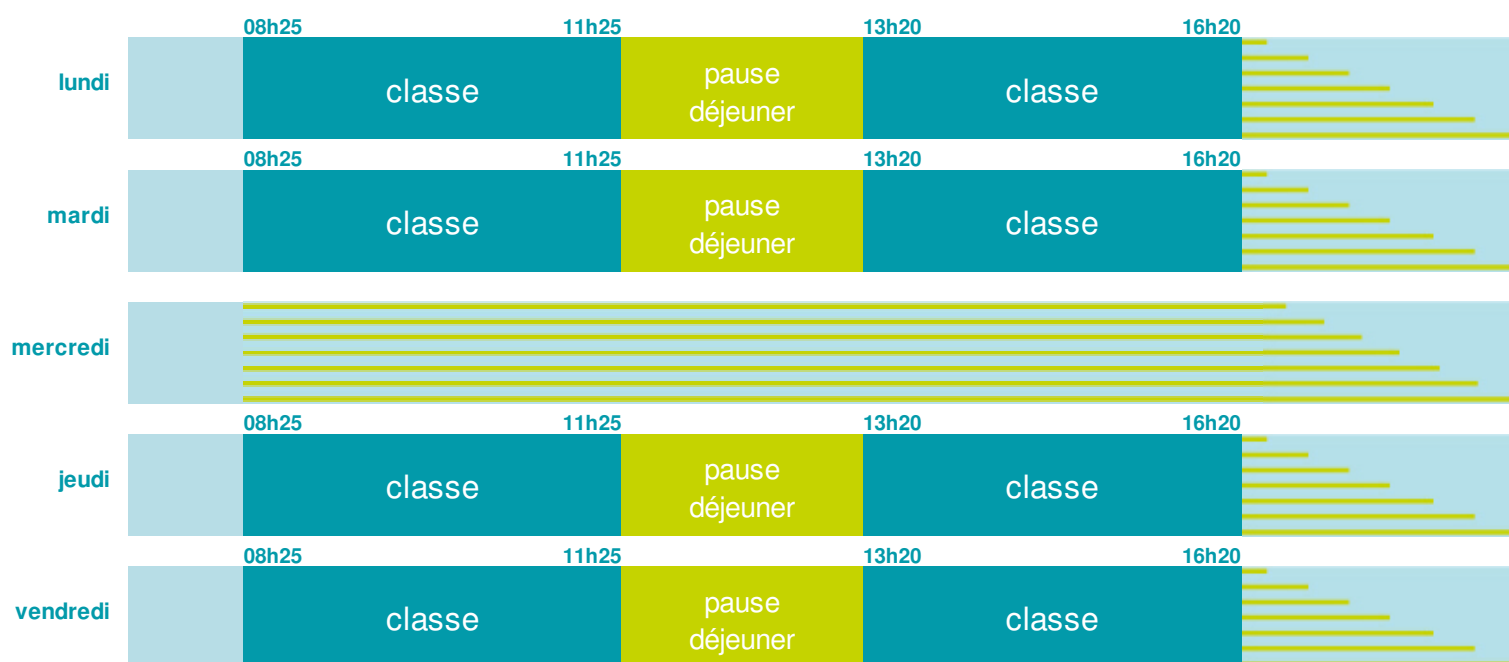 08h25 11h25 13h20 16h20
lundi classe pause déjeuner classe
08h25 11h25 13h20 16h20
mardi classe pause déjeuner classe
mercredi
08h25 11h25 13h20 16h20
jeudi classe pause déjeuner classe
08h25 11h25 13h20 16h20
vendredi classe pause déjeuner classe